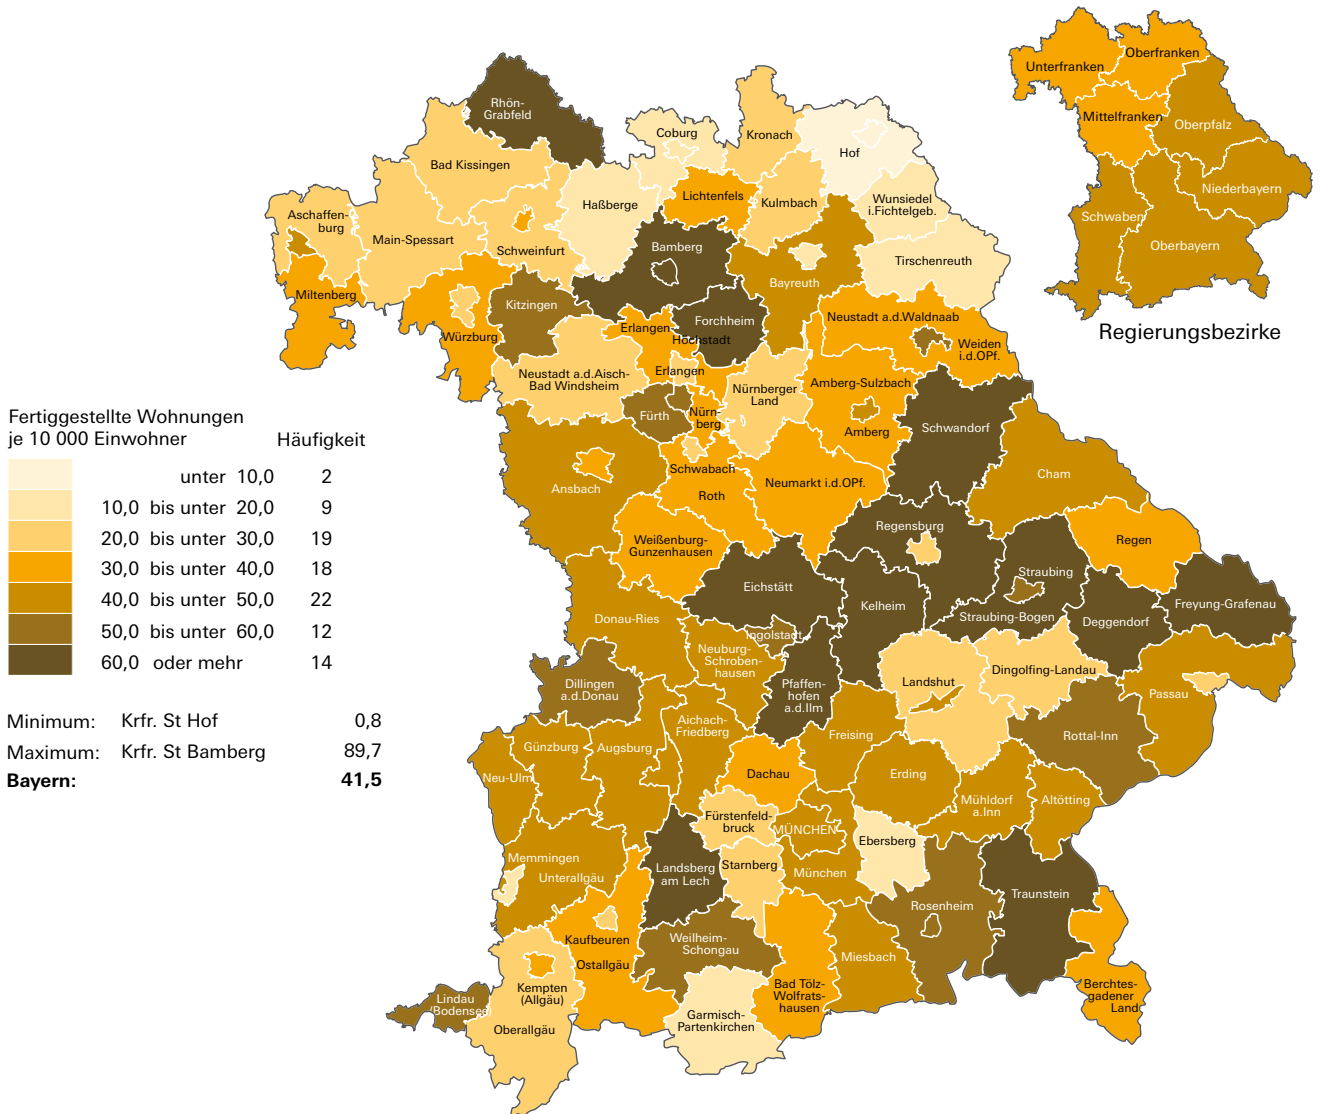 Unterfranken
Oberfranken
Mittelfranken
Oberpfalz
Niederbayern
Schwaben
Oberbayern
Regierungsbezirke
Rhön-
Grabfeld
Coburg
Kronach
Hof
Bad Kissingen
Lichtenfels
Kulmbach
Wunsiedel
i.Fichtelgeb.
Haßberge
Aschaffen-
burg
Main-Spessart
Schweinfurt
Bamberg
Tirschenreuth
Bayreuth
Miltenberg
Kitzingen
Würzburg
Forchheim
Erlangen
Höchstadt
Neustadt a.d.Waldnaab
Weiden
i.d.OPf.
Erlangen
Neustadt a.d.Aisch-
Bad Windsheim
Nürnberger
Land
Amberg-Sulzbach
Fürth
Nürn-
berg
Amberg
Schwandorf
Cham
Schwabach
Roth
Ansbach
Neumarkt i.d.OPf.
Weißenburg-
Gunzenhausen
Regensburg
Regen
Straubing
Eichstätt
Kelheim
Straubing-Bogen
Deggendorf
Freyung-Grafenau
Donau-Ries
Ingolstadt
Neuburg-
Schroben-
hausen
Dingolfing-Landau
Landshut
Pfaffen-
hofen
a.d.Ilm
Dillingen
a.d.Donau
Passau
Aichach-
Friedberg
Freising
Rottal-Inn
Günzburg
Augsburg
Neu-Ulm
Dachau
Erding
Mühldorf
a.Inn
Altötting
Fürstenfeld-
bruck
MÜNCHEN
Ebersberg
Memmingen
Unterallgäu
Landsberg
am Lech
Starnberg
München
Traunstein
Rosenheim
Kaufbeuren
Ostallgäu
Weilheim-
Schongau
Miesbach
Kempten
(Allgäu)
Bad Tölz-
Wolfrats-
hausen
Berchtes-
gadener
Land
Lindau
(Bodensee)
Oberallgäu
Garmisch-
Partenkirchen
Fertiggestellte Wohnungen
je 10 000 Einwohner Häufigkeit
unter 10,0 2
10,0 bis unter 20,0 9
20,0 bis unter 30,0 19
30,0 bis unter 40,0 18
40,0 bis unter 50,0 22
50,0 bis unter 60,0 12
60,0 oder mehr 14
Minimum: Krfr. St Hof 0,8
Maximum: Krfr. St Bamberg 89,7
Bayern: 41,5